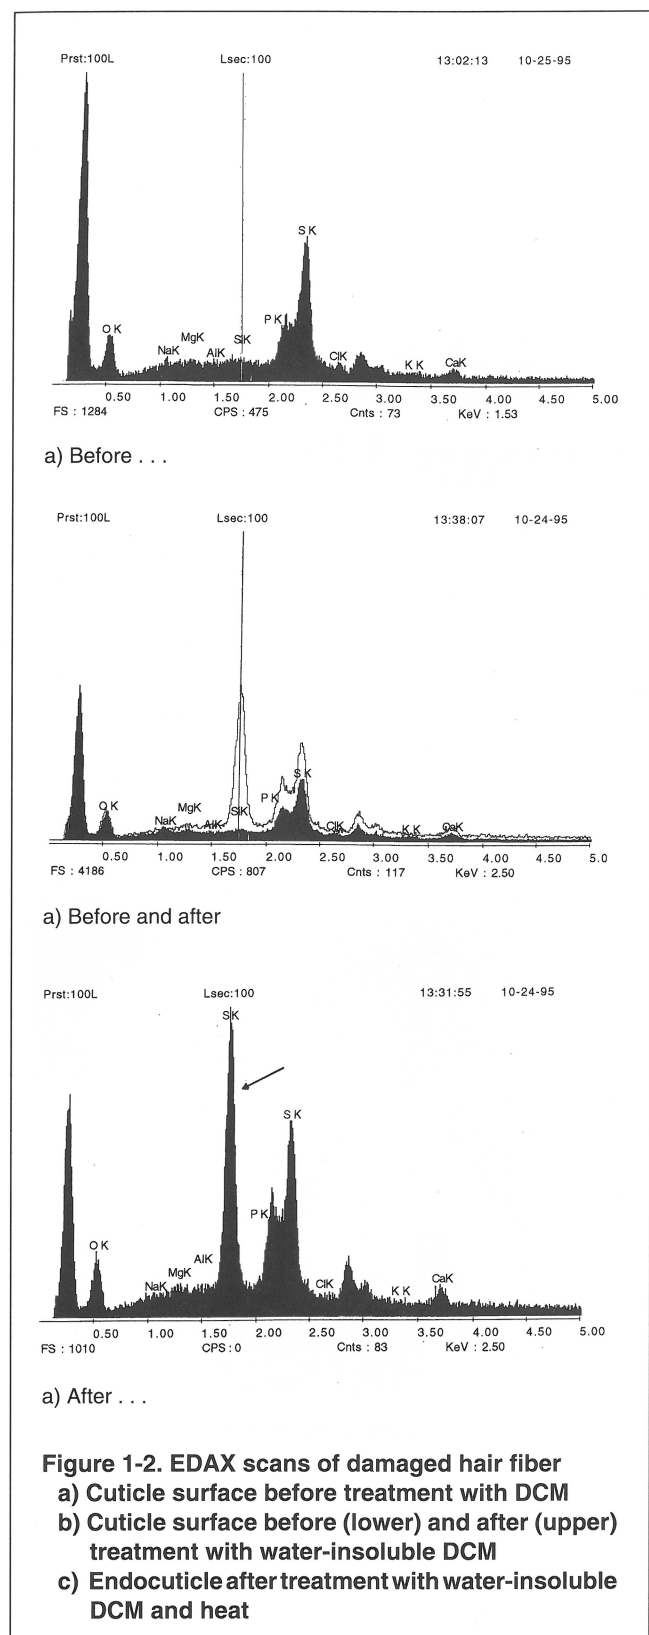 Prst:100L Lsec:100 13:02:13 10-25-95
S K
P K
O K
MgK SiK
NaK AlK ClK K K CaK
0.50 1.00 1.50 2.00 2.50 3.00 3.50 4.00 4.50 5.00
FS : 1284 CPS : 475 Cnts : 73 KeV : 1.53
a) Before . . .
Prst:100L Lsec:100 13:38:07 10-24-95
S K
P K
O K MgK SiK
NaK AlK ClK K K CaK
0.50 1.00 1.50 2.00 2.50 3.00 3.50 4.00 4.50 5.0
FS : 4186 CPS : 807 Cnts : 117 KeV : 2.50
a) Before and after
Prst:100L Lsec:100 13:31:55 10-24-95
SK
S K
P K
O K AlK
MgK
NaK ClK K K CaK
0.50 1.00 1.50 2.00 2.50 3.00 3.50 4.00 4.50 5.00
FS : 1010 CPS : 0 Cnts : 83 KeV : 2.50
a) After . . .
Figure 1-2. EDAX scans of damaged hair fiber
a) Cuticle surface before treatment with DCM
b) Cuticle surface before (lower) and after (upper)
treatment with water-insoluble DCM
c) Endocuticle after treatment with water-insoluble
DCM and heat